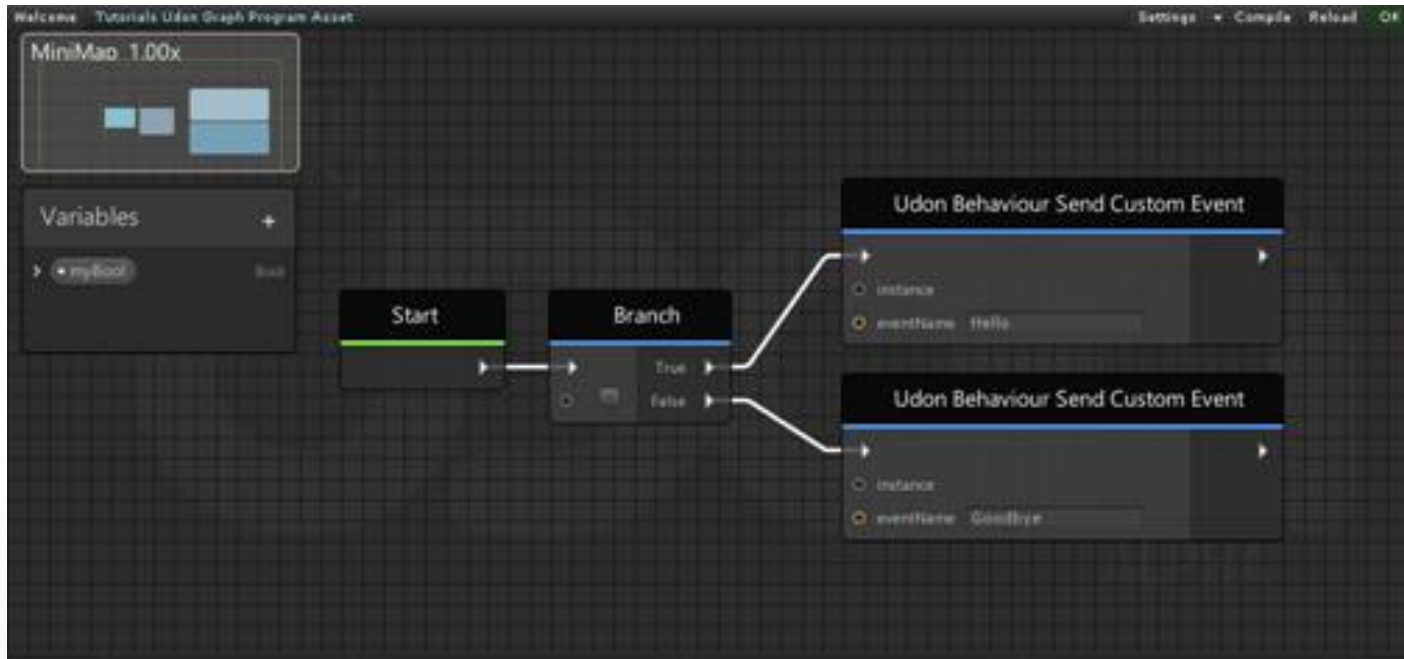 Welcome Tutorials Udon Graph Program Asset
Settings Compile Reload OK
MiniMap 1.00x
Variables +
myBool Bool
Start
Branch
True
False
Udon Behaviour Send Custom Event
instance
eventName Hello
Udon Behaviour Send Custom Event
instance
eventName Goodbye